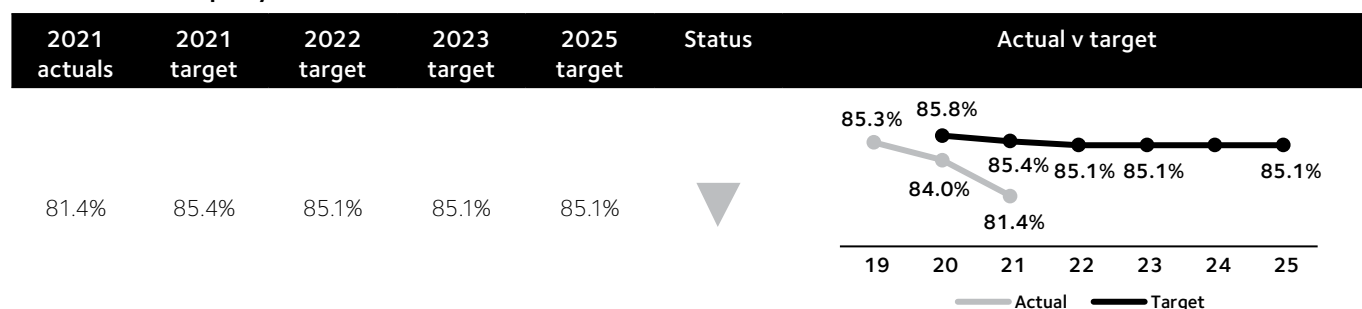 2021 actuals
2021 target
2022 target
2023 target
2025 target
Status
Actual v target
81.4%
85.4%
85.1%
85.1%
85.1%
85.3%
85.8%
85.4%
85.1%
85.1%
85.1%
84.0%
81.4%
19 20 21 22 23 24 25
Actual Target